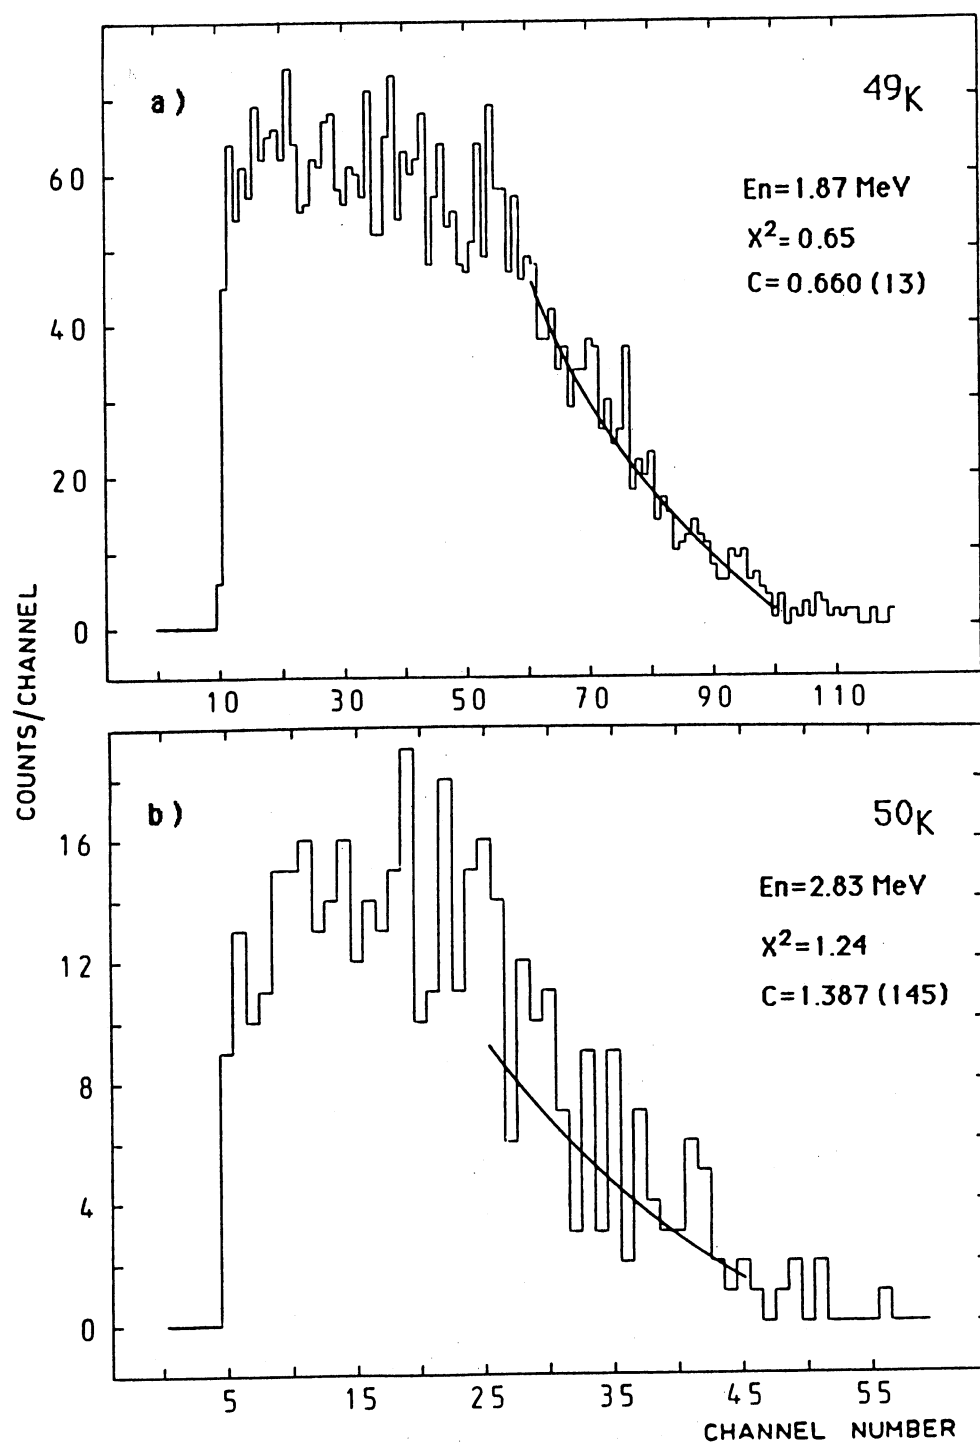 a)
49K
En=1.87 MeV
X²=0.65
C=0.660 (13)
60
40
20
0
10 30 50 70 90 110
COUNTS/CHANNEL
b)
50K
En=2.83 MeV
X²=1.24
C=1.387 (145)
16
12
8
4
0
5 15 25 35 45 55
CHANNEL NUMBER